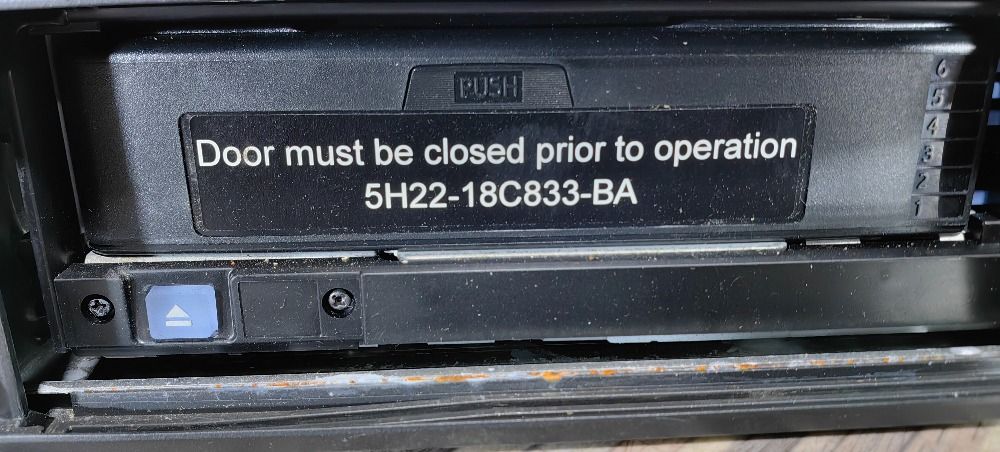 PUSH
6
5
4
3
2
1
Door must be closed prior to operation
5H22-18C833-BA